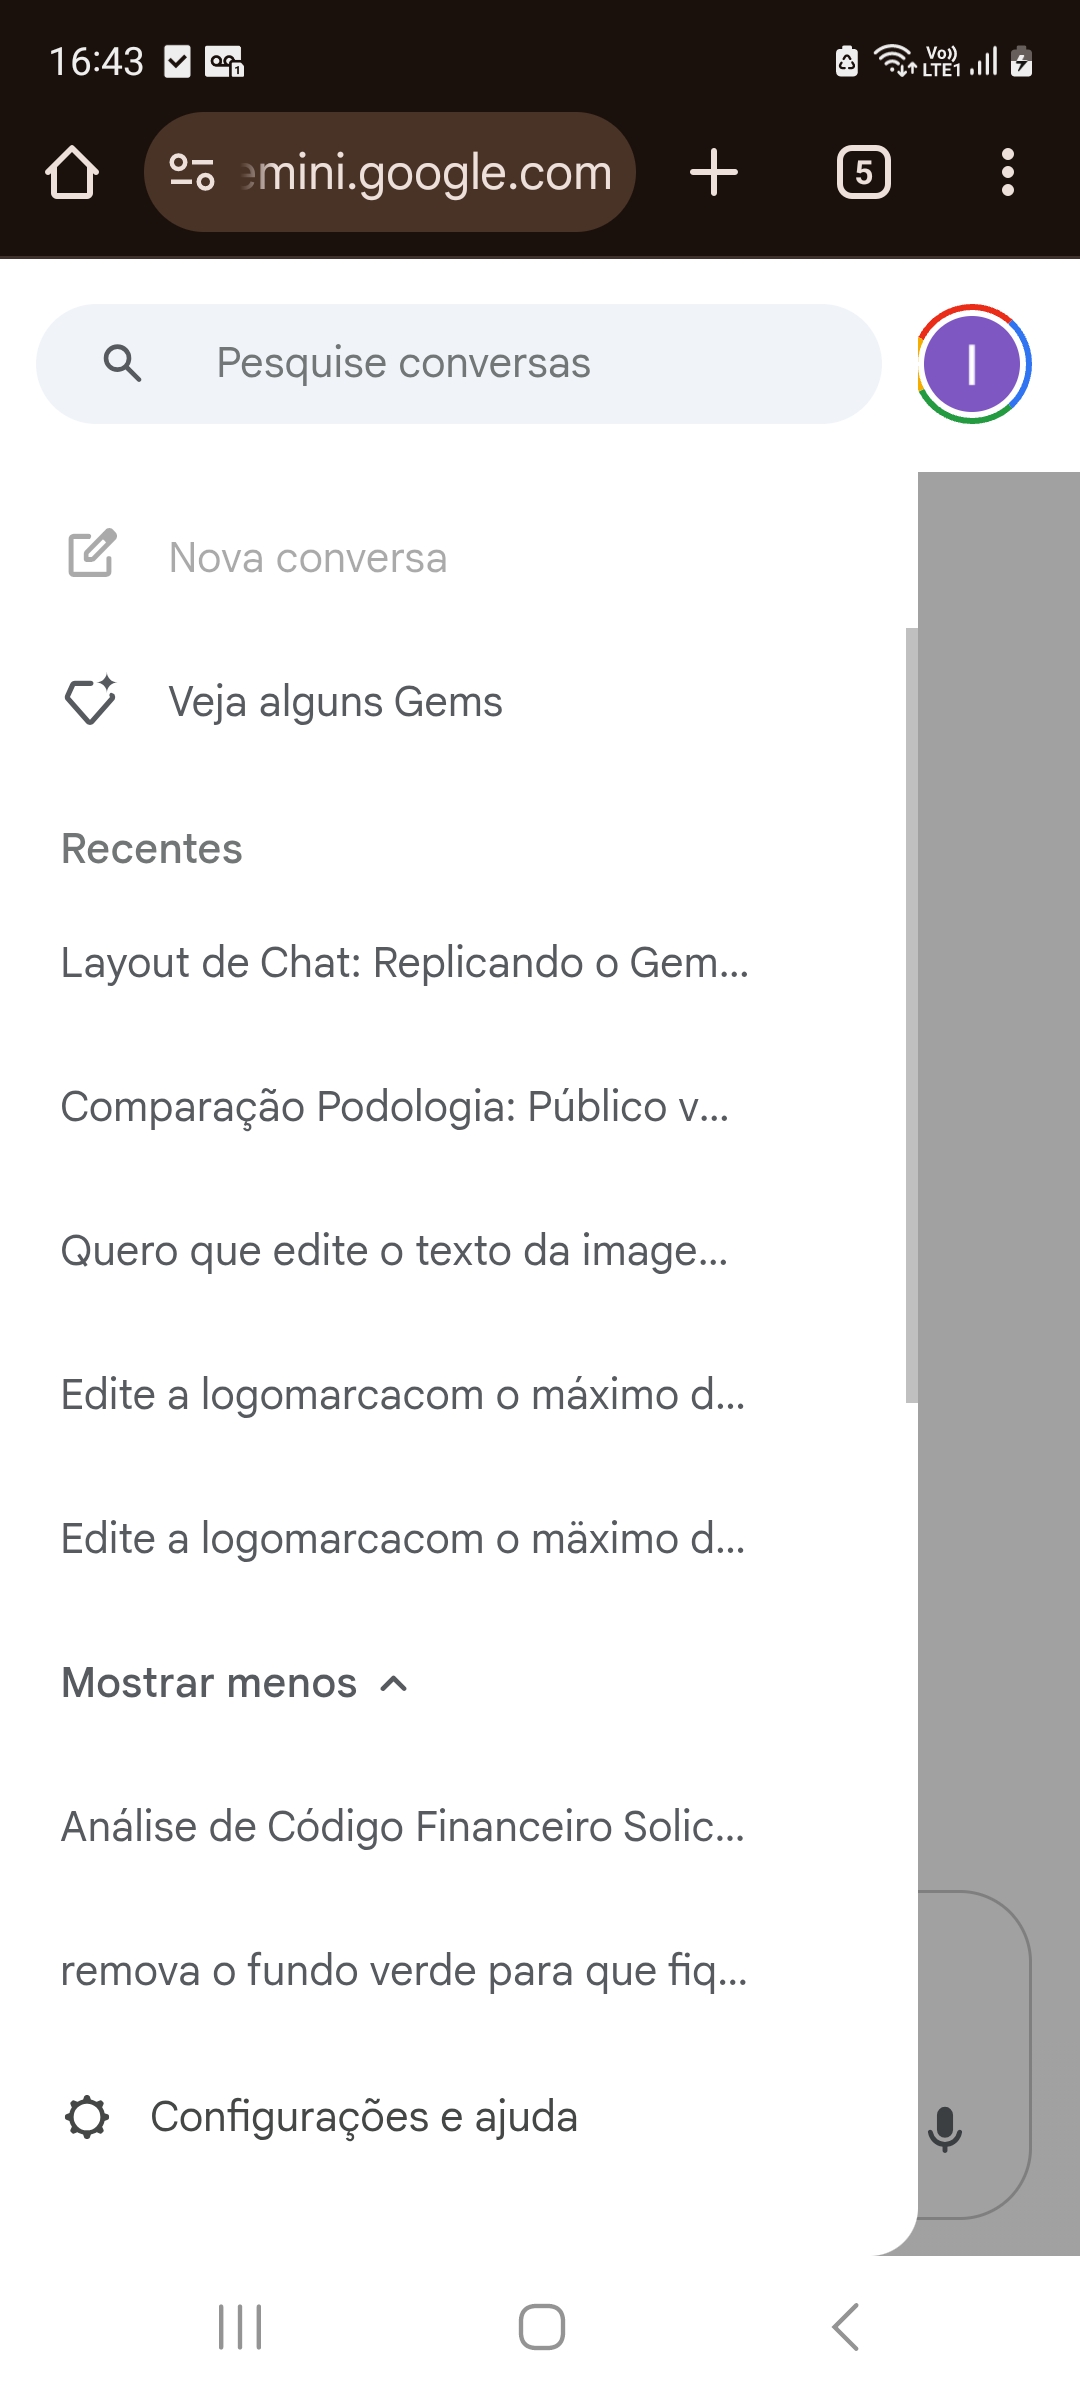 16:43
Vo))
LTE1
emini.google.com
5
Pesquise conversas
I
Nova conversa
Veja alguns Gems
Recentes
Layout de Chat: Replicando o Gem...
Comparação Podologia: Público v...
Quero que edite o texto da image...
Edite a logomarcacom o máximo d...
Edite a logomarcacom o mäximo d...
Mostrar menos
Análise de Código Financeiro Solic...
remova o fundo verde para que fiq...
Configurações e ajuda